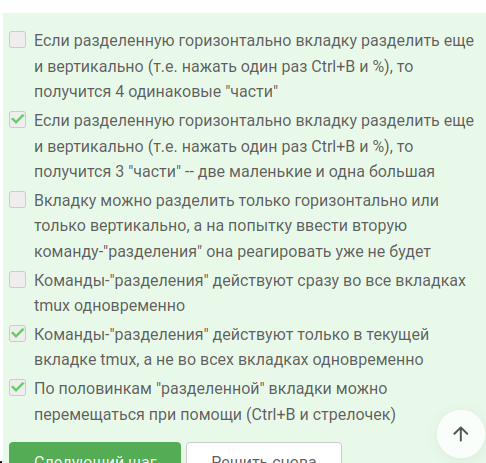 Если разделенную горизонтально вкладку разделить еще
и вертикально (т.е. нажать один раз Ctrl+B и %), то
получится 4 одинаковые "части"
Если разделенную горизонтально вкладку разделить еще
и вертикально (т.е. нажать один раз Ctrl+B и %), то
получится 3 "части" -- две маленькие и одна большая
Вкладку можно разделить только горизонтально или
только вертикально, а на попытку ввести вторую
команду-"разделения" она реагировать уже не будет
Команды-"разделения" действуют сразу во все вкладках
tmux одновременно
Команды-"разделения" действуют только в текущей
вкладке tmux, а не во всех вкладках одновременно
По половинкам "разделенной" вкладки можно
перемещаться при помощи (Ctrl+B и стрелочек)
Следующий шаг Решить снова